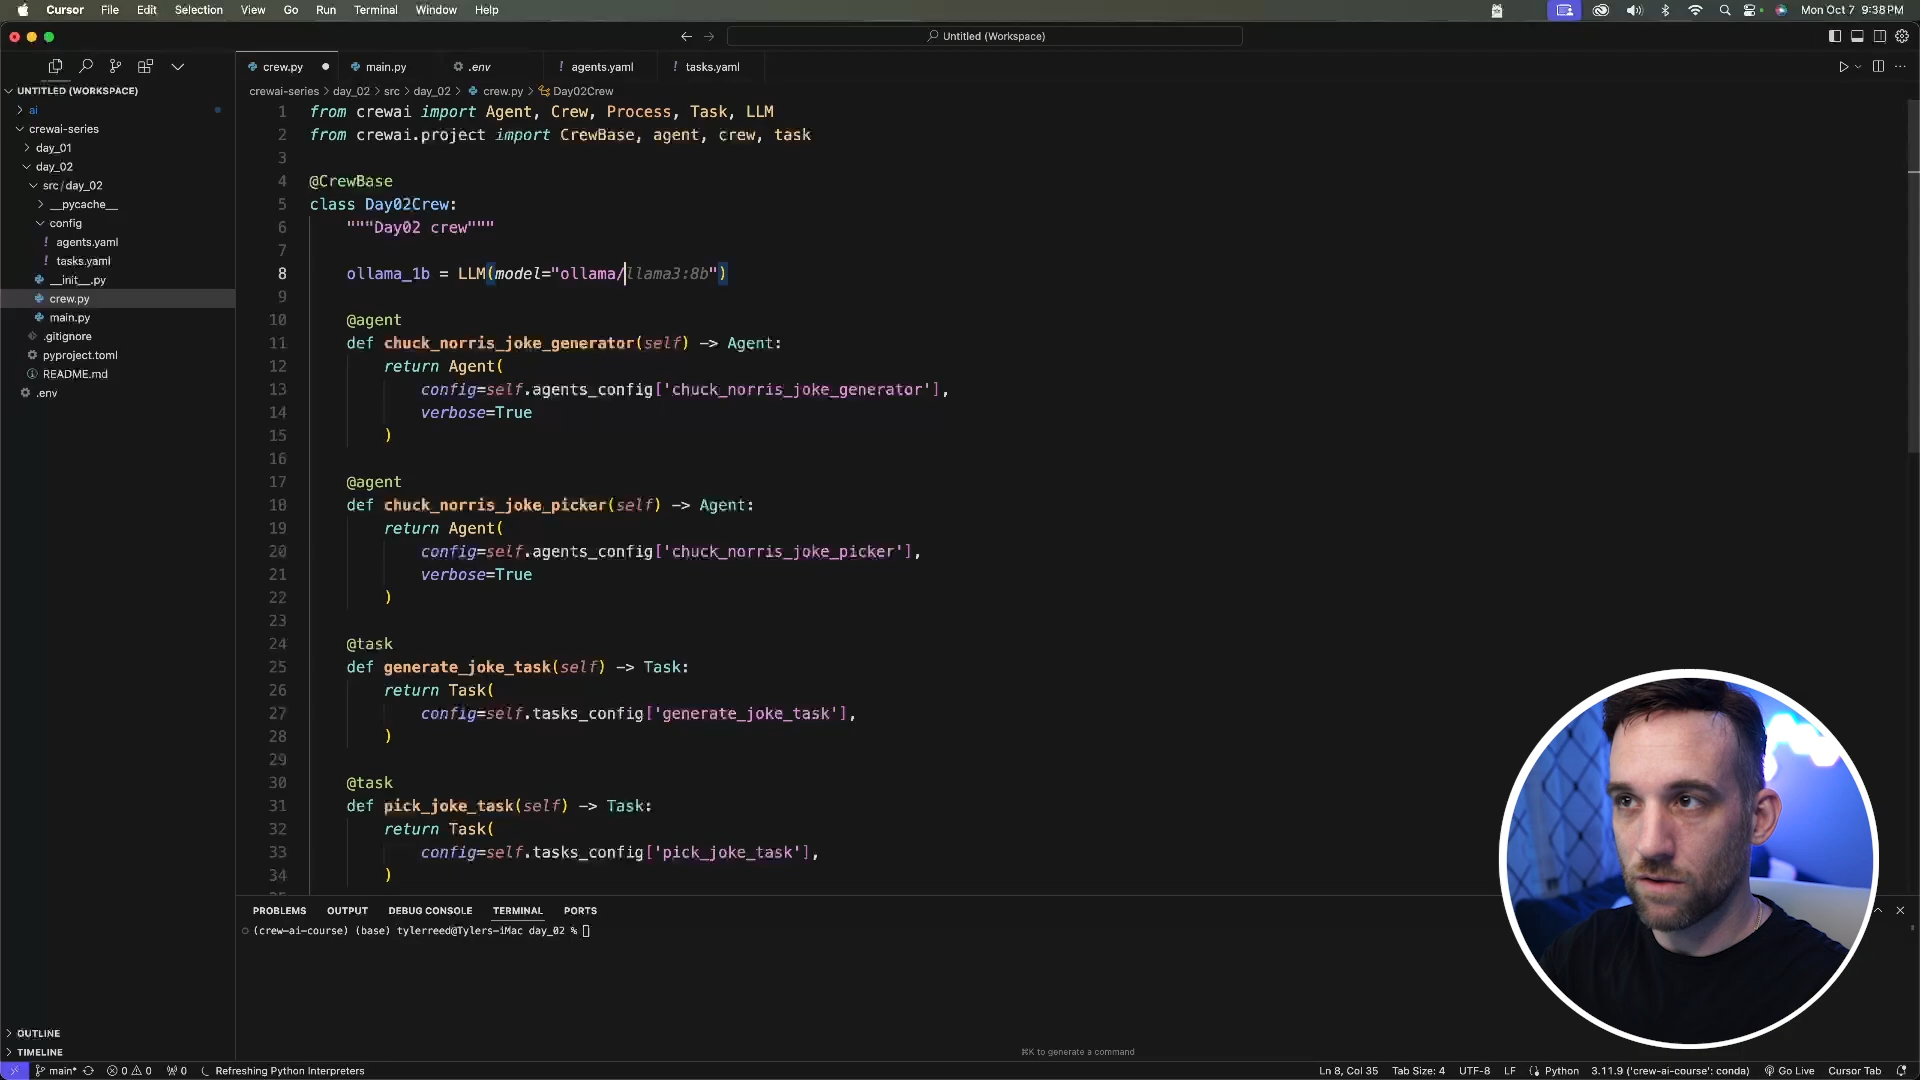 Cursor File Edit Selection View Go Run Terminal Window Help Mon Oct 7 9:38 PM
Untitled (Workspace)
crew.py main.py .env agents.yaml tasks.yaml
UNTITLED (WORKSPACE)
ai
crewai-series
day_01
day_02
src/day_02
__pycache__
config
agents.yaml
tasks.yaml
__init__.py
crew.py
main.py
.gitignore
pyproject.toml
README.md
.env
OUTLINE
TIMELINE
crewai-series > day_02 > src > day_02 > crew.py > Day02Crew
1 from crewai import Agent, Crew, Process, Task, LLM
2 from crewai.project import CrewBase, agent, crew, task
3
4 @CrewBase
5 class Day02Crew:
6 """Day02 crew"""
7
8 ollama_1b = LLM(model="ollama/llama3:8b")
9
10 @agent
11 def chuck_norris_joke_generator(self) -> Agent:
12 return Agent(
13 config=self.agents_config['chuck_norris_joke_generator'],
14 verbose=True
15 )
16
17 @agent
18 def chuck_norris_joke_picker(self) -> Agent:
19 return Agent(
20 config=self.agents_config['chuck_norris_joke_picker'],
21 verbose=True
22 )
23
24 @task
25 def generate_joke_task(self) -> Task:
26 return Task(
27 config=self.tasks_config['generate_joke_task'],
28 )
29
30 @task
31 def pick_joke_task(self) -> Task:
32 return Task(
33 config=self.tasks_config['pick_joke_task'],
34 )
PROBLEMS OUTPUT DEBUG CONSOLE TERMINAL PORTS
(crew-ai-course) (base) tylerreed@Tylers-iMac day_02 %
⌘K to generate a command
main* 0 0 0 Refreshing Python Interpreters Ln 8, Col 35 Tab Size: 4 UTF-8 LF Python 3.11.9 ('crew-ai-course': conda) Go Live Cursor Tab